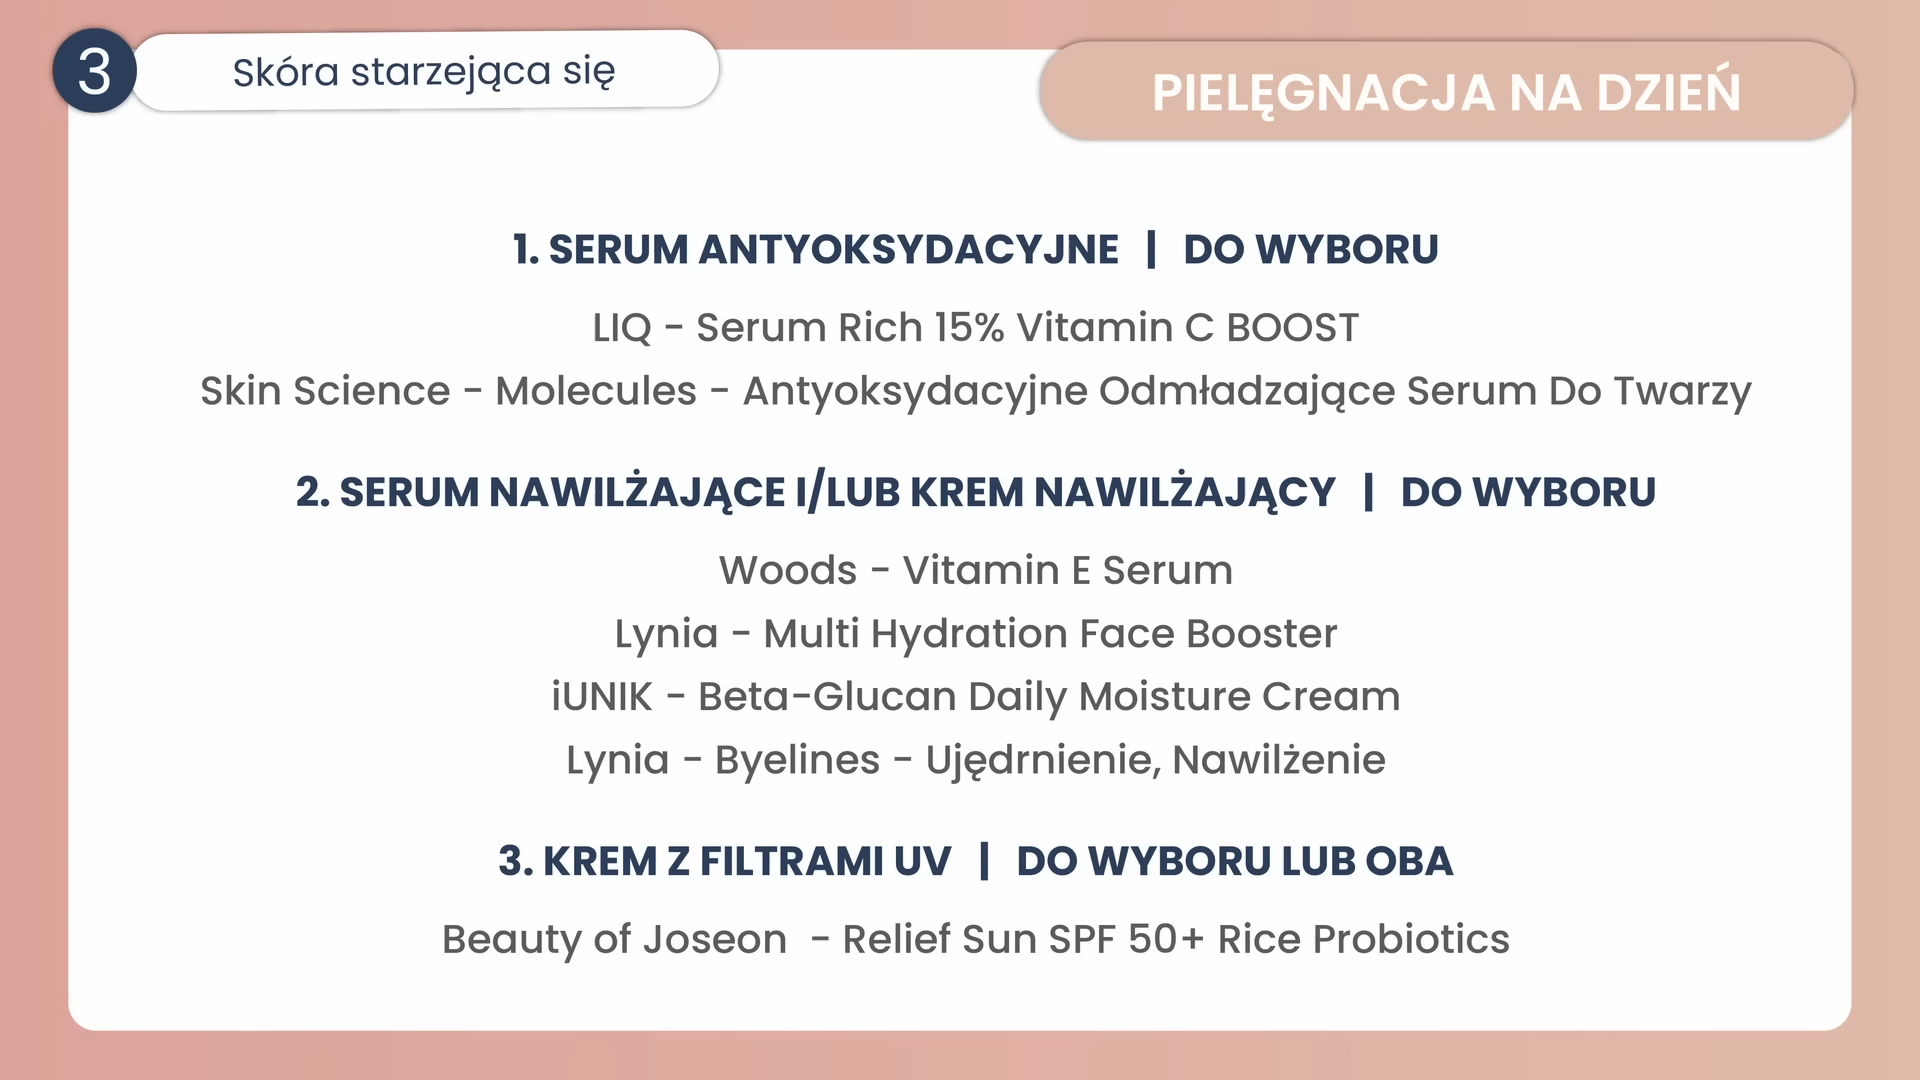 3
Skóra starzejąca się
PIELĘGNACJA NA DZIEŃ
1. SERUM ANTYOKSYDACYJNE | DO WYBORU
LIQ - Serum Rich 15% Vitamin C BOOST
Skin Science - Molecules - Antyoksydacyjne Odmładzające Serum Do Twarzy
2. SERUM NAWILŻAJĄCE I/LUB KREM NAWILŻAJĄCY | DO WYBORU
Woods - Vitamin E Serum
Lynia - Multi Hydration Face Booster
iUNIK - Beta-Glucan Daily Moisture Cream
Lynia - Byelines - Ujędrnienie, Nawilżenie
3. KREM Z FILTRAMI UV | DO WYBORU LUB OBA
Beauty of Joseon - Relief Sun SPF 50+ Rice Probiotics